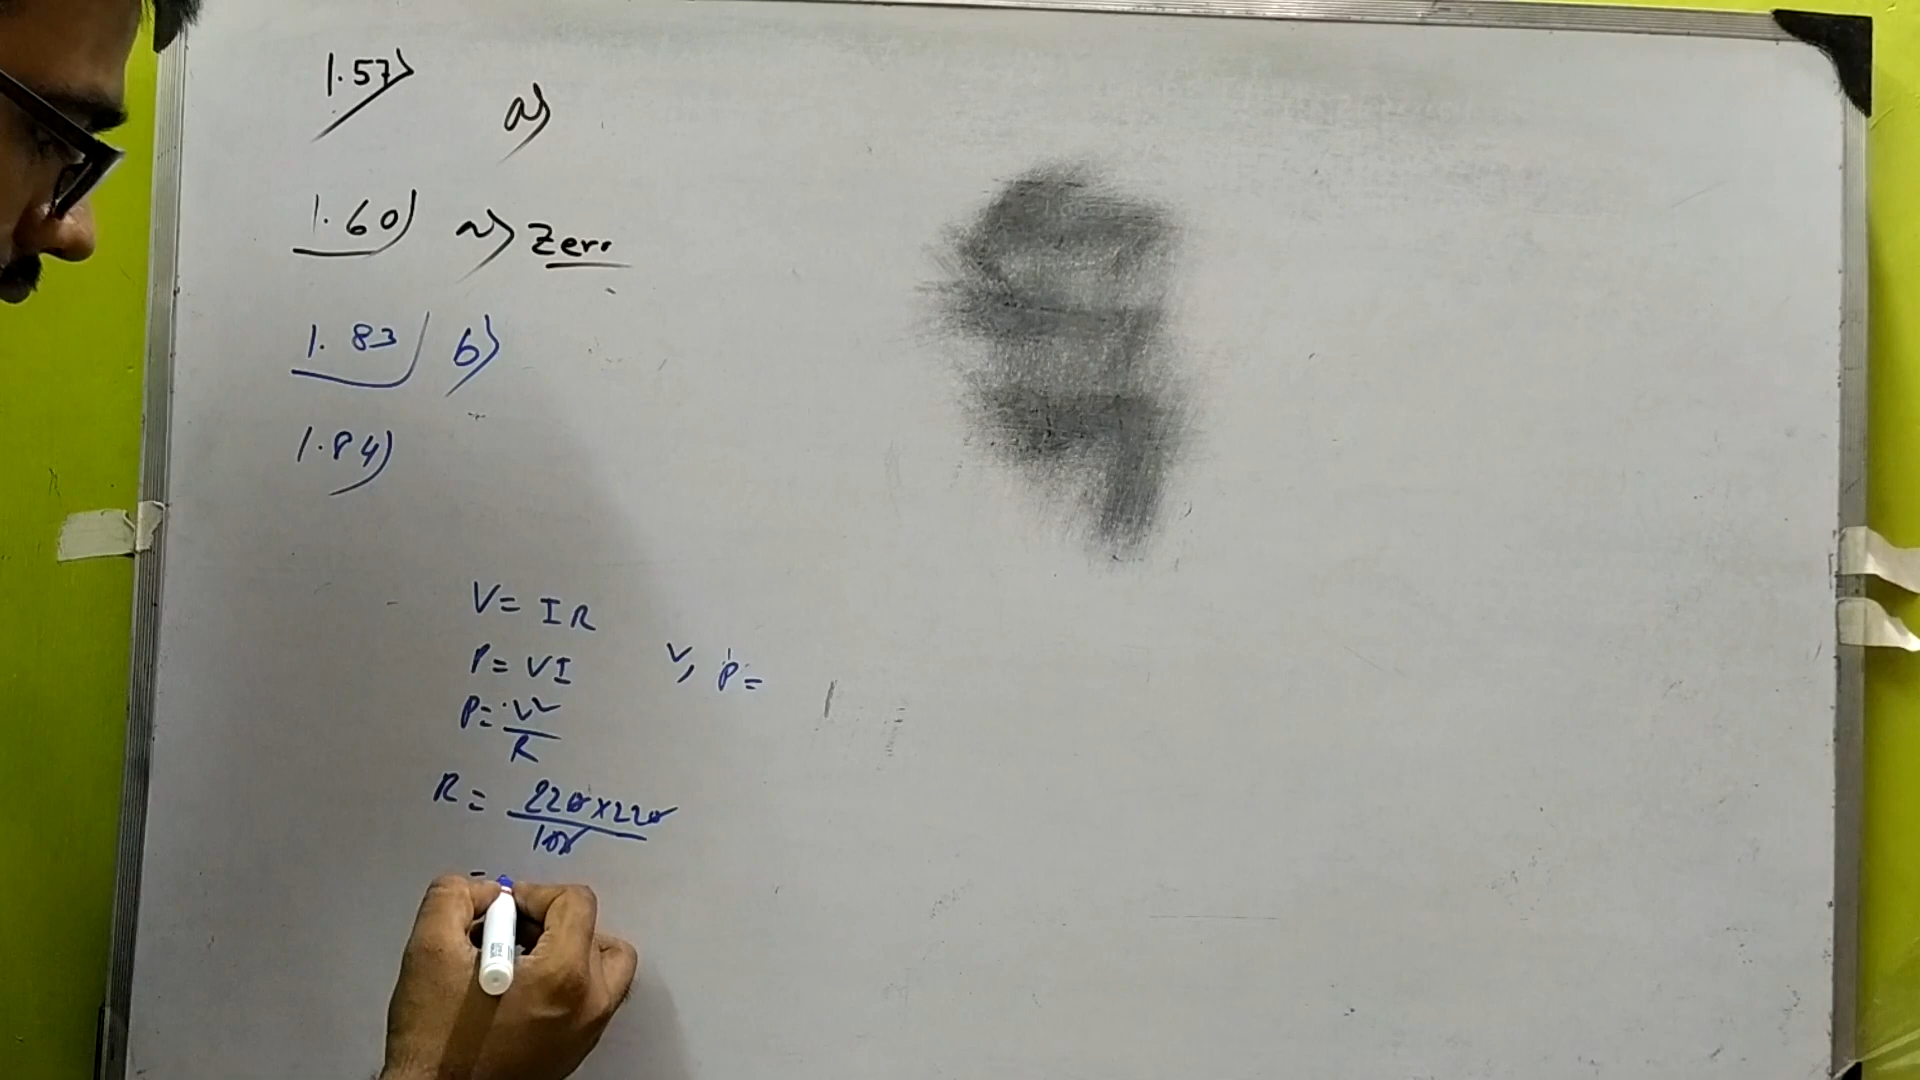 1.57)
a)
1.60) a) Zero
1.83) b)
1.84)
V = IR
P = VI V, P =
P = V²
R
R = 220 x 220
100
=